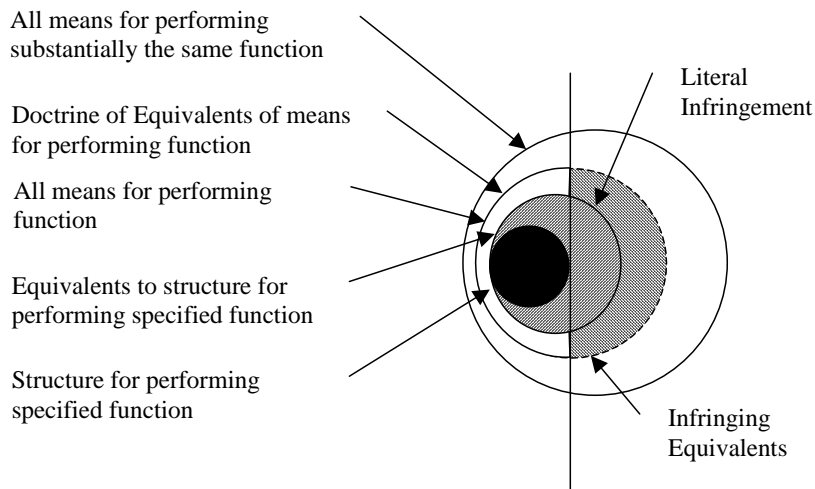 All means for performing
substantially the same function
Literal
Infringement
Doctrine of Equivalents of means
for performing function
All means for performing
function
Equivalents to structure for
performing specified function
Structure for performing
specified function
Infringing
Equivalents